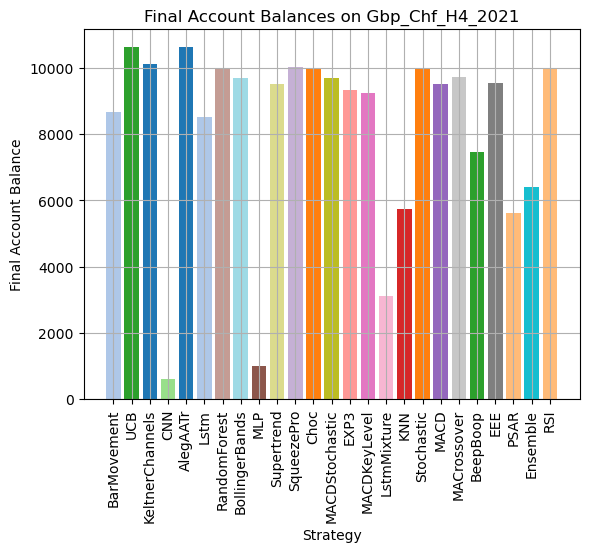 Final Account Balances on Gbp_Chf_H4_2021
Final Account Balance
10000
8000
6000
4000
2000
0
BarMovement
UCB
KeltnerChannels
CNN
AlegAATr
Lstm
RandomForest
BollingerBands
MLP
Supertrend
SqueezePro
Choc
MACDStochastic
EXP3
MACDKeyLevel
LstmMixture
KNN
Stochastic
MACD
MACrossover
BeepBoop
EEE
PSAR
Ensemble
RSI
Strategy